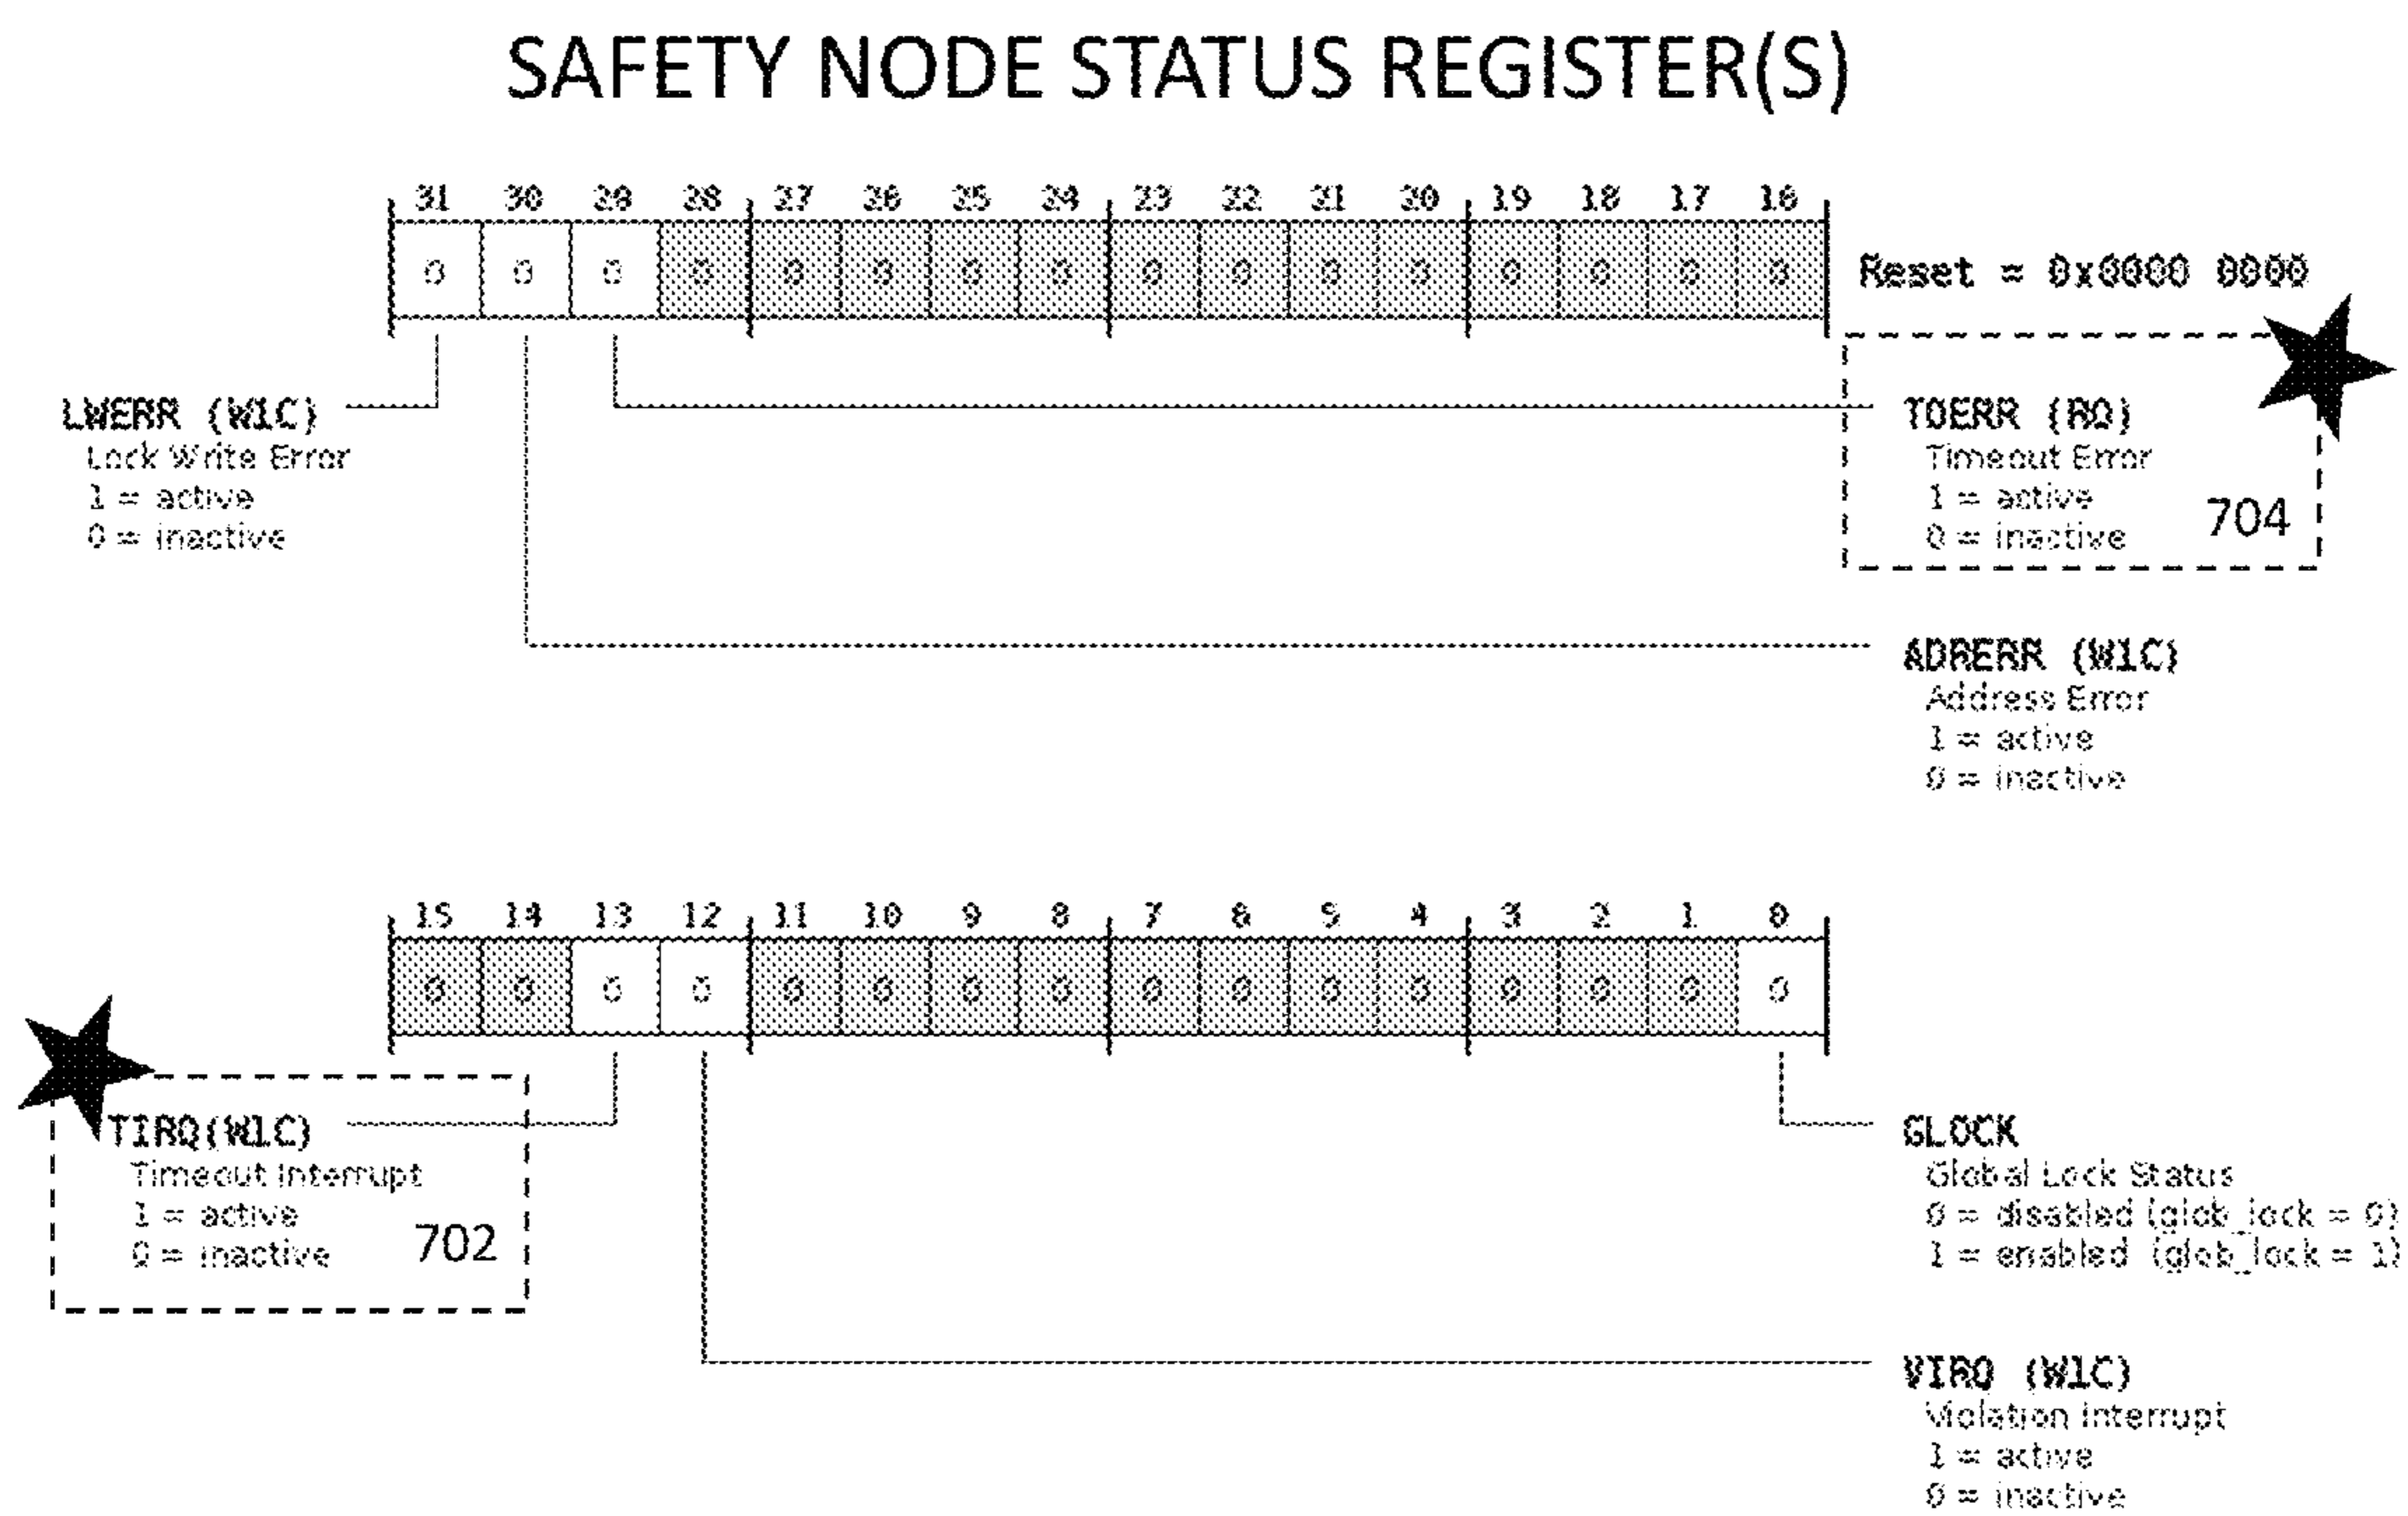 SAFETY NODE STATUS REGISTER(S)
31 30 29 28 27 26 25 24 23 22 21 20 19 18 17 16
0 0 0 0 0 0 0 0 0 0 0 0 0 0 0 0
Reset = 0x0000 0000
LWERR (W1C)
Lock Write Error
1 = active
0 = inactive
TOERR (RO)
Timeout Error
1 = active
0 = inactive
704
ADRERR (W1C)
Address Error
1 = active
0 = inactive
15 14 13 12 11 10 9 8 7 6 5 4 3 2 1 0
0 0 0 0 0 0 0 0 0 0 0 0 0 0 0 0
TIRQ(W1C)
Timeout Interrupt
1 = active
0 = inactive
702
GLOCK
Global Lock Status
0 = disabled (glob_lock = 0)
1 = enabled (glob_lock = 1)
VIRQ (W1C)
Violation Interrupt
1 = active
0 = inactive